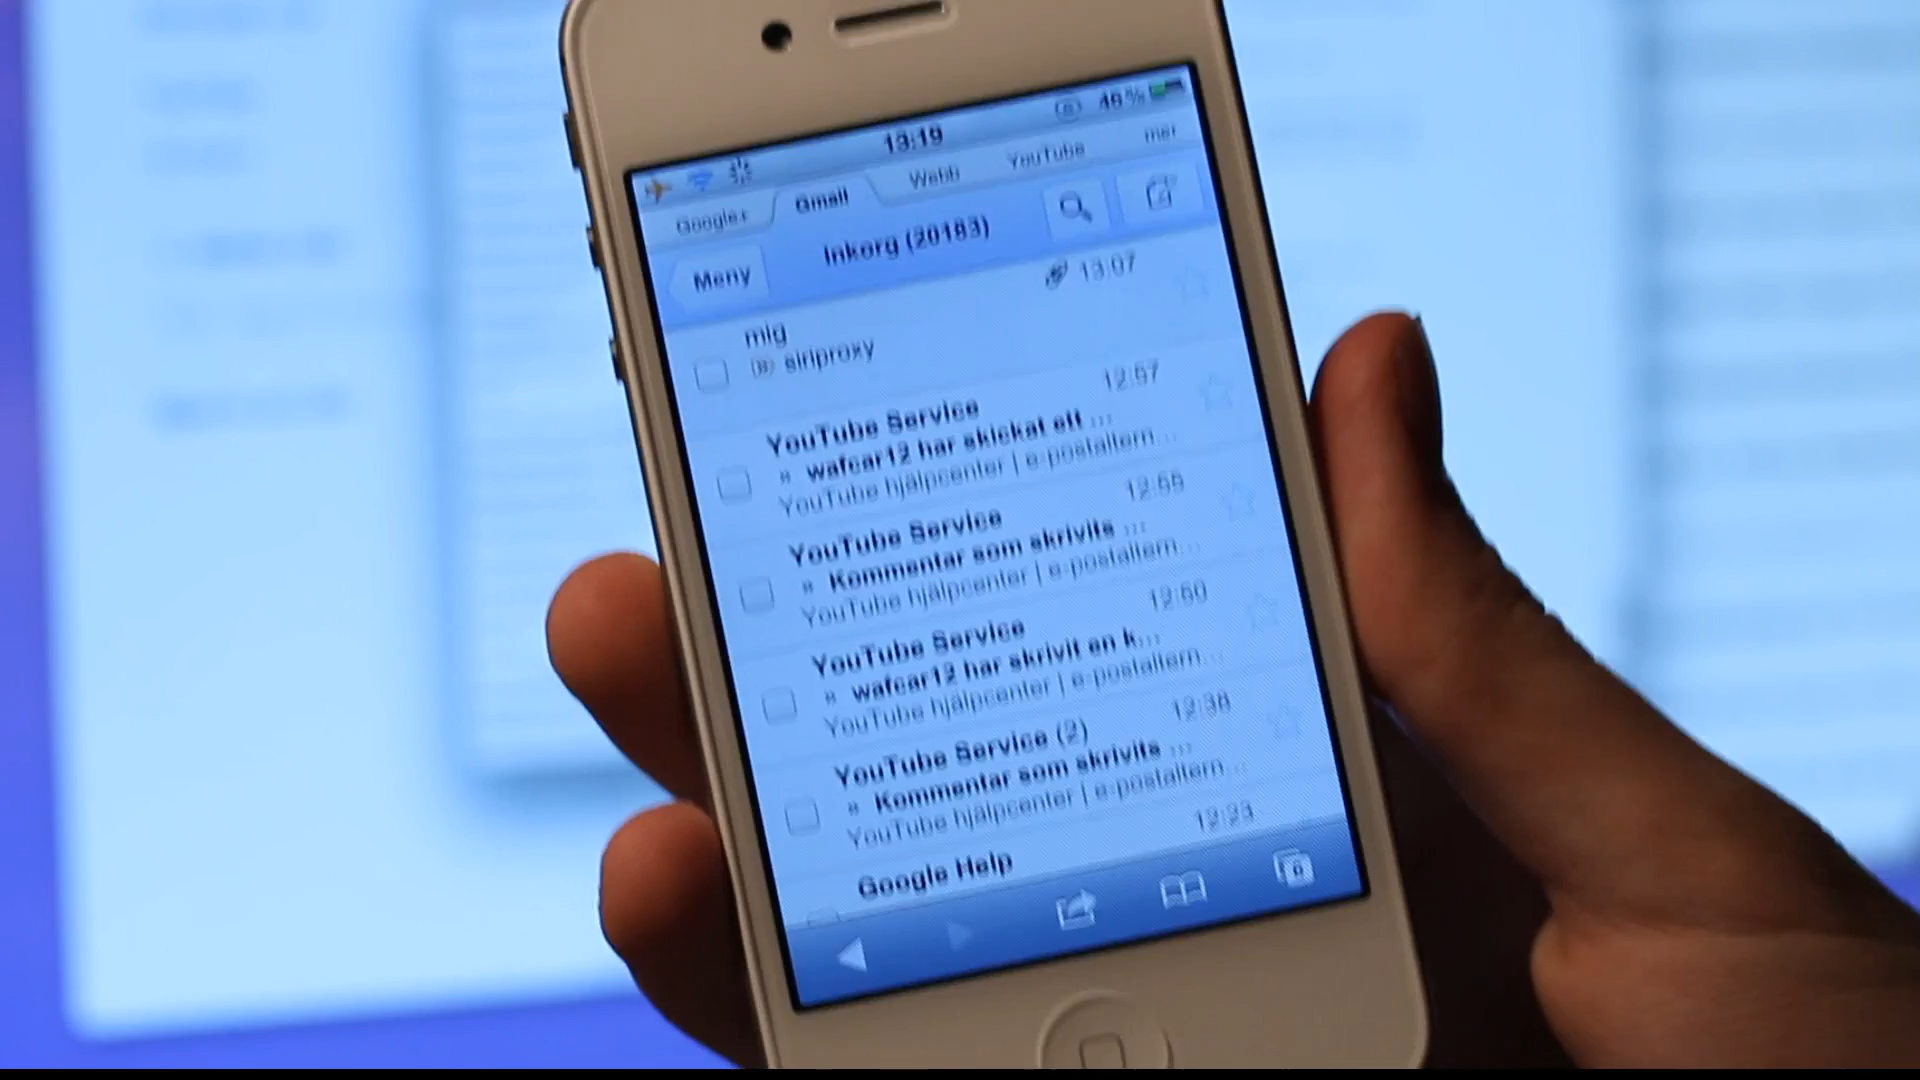 13:19
46%
Google+ Gmail Webb YouTube mer
Meny
Inkorg (20183)
13:07
mig
» siriproxy
12:57
YouTube Service
» wafcar12 har skickat ett ...
YouTube hjälpcenter | e-postaltern...
12:55
YouTube Service
» Kommentar som skrivits ...
YouTube hjälpcenter | e-postaltern...
12:50
YouTube Service
» wafcar12 har skrivit en k...
YouTube hjälpcenter | e-postaltern...
12:38
YouTube Service (2)
» Kommentar som skrivits ...
YouTube hjälpcenter | e-postaltern...
12:23
Google Help